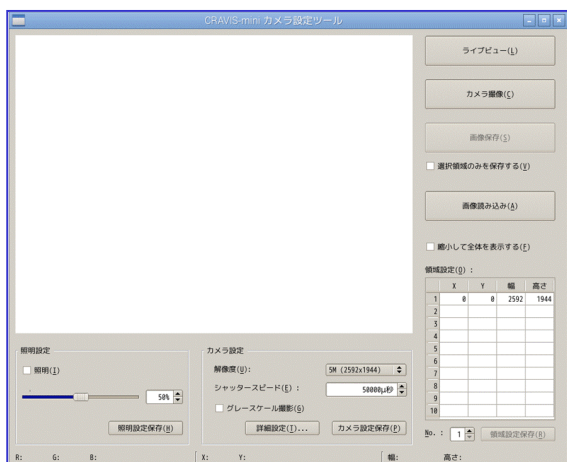 CRAVIS-mini カメラ設定ツール
ライブビュー(L)
カメラ撮像(C)
画像保存(S)
選択領域のみを保存する(V)
画像読み込み(A)
縮小して全体を表示する(F)
領域設定(O) :
X Y 幅 高さ
1 0 0 2592 1944
2
3
4
5
6
7
8
9
10
No. : 1 領域設定保存(R)
照明設定
照明(I)
50%
照明設定保存(H)
カメラ設定
解像度(U): 5M (2592x1944)
シャッタースピード(E) : 50000μ秒
グレースケール撮影(G)
詳細設定(T)... カメラ設定保存(P)
R: G: B: X: Y: 幅: 高さ: